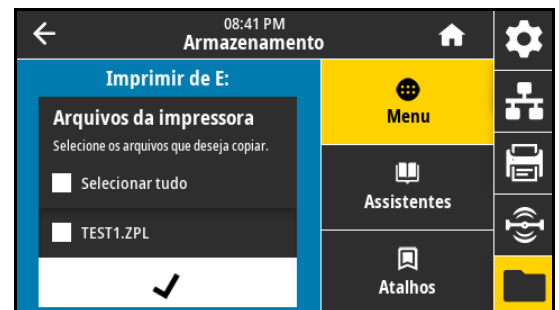 08:41 PM
Armazenamento
Imprimir de E:
Arquivos da impressora
Selecione os arquivos que deseja copiar.
Selecionar tudo
TEST1.ZPL
Menu
Assistentes
Atalhos